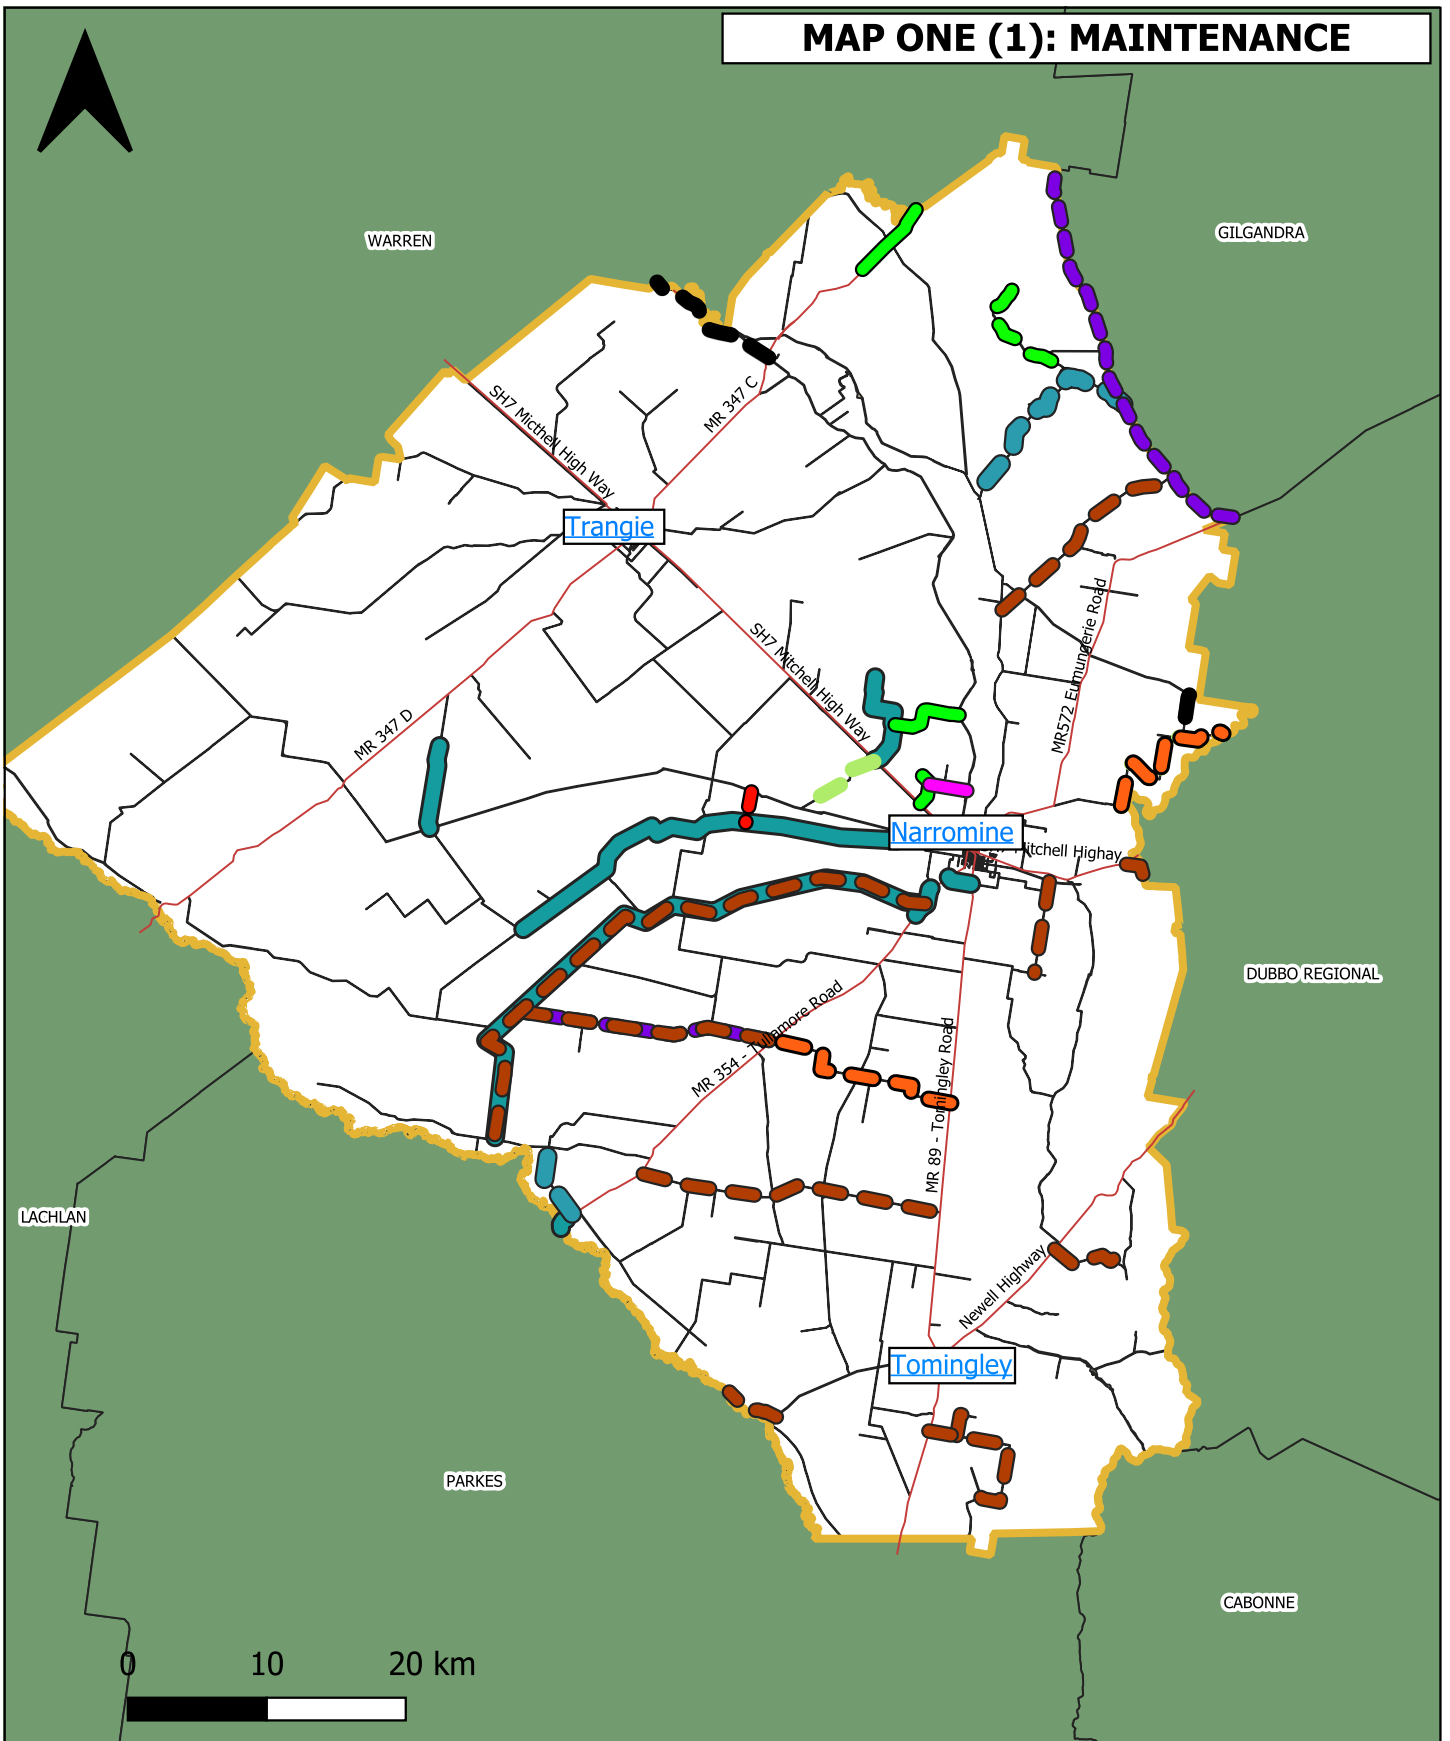 MAP ONE (1): MAINTENANCE
GILGANDRA
WARREN
SH7 Micthell High Way
MR 347 C
Trangie
MR572 Eumungerie Road
SH7 Mitchell High Way
MR 347 D
Narromine
Mitchell Highay
DUBBO REGIONAL
MR 354 - Tullamore Road
MR 89 - Tomingley Road
LACHLAN
Newell Highway
Tomingley
PARKES
CABONNE
0 10 20 km